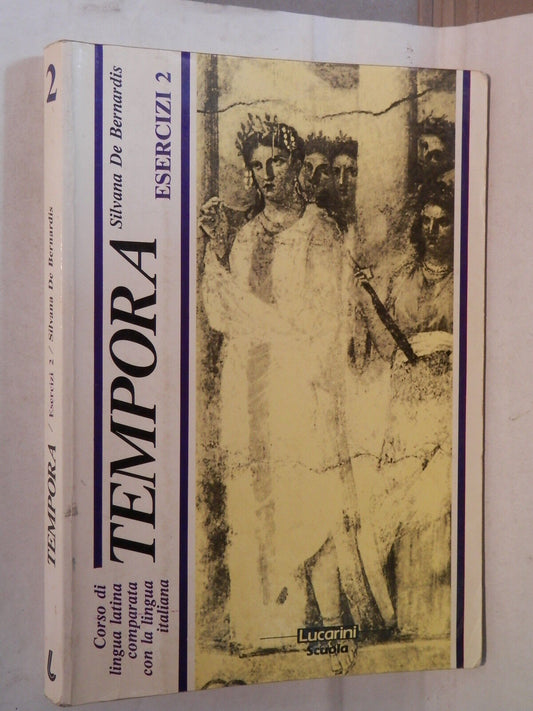 2
TEMPORA / Esercizi 2 / Silvana De Bernardis
L
Corso di
lingua latina
comparata
con la lingua
italiana
TEMPORA
Silvana De Bernardis
ESERCIZI 2
Lucarini
Scuola